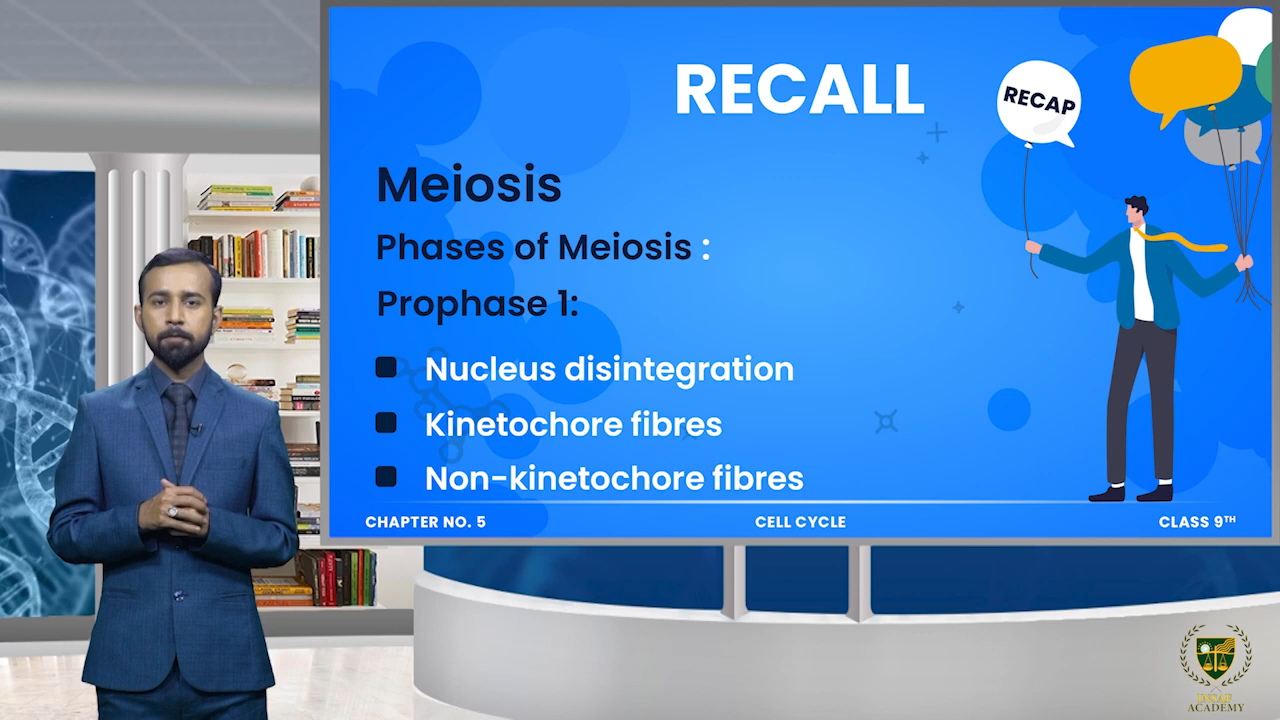 RECALL
RECAP
Meiosis
Phases of Meiosis :
Prophase 1:
Nucleus disintegration
Kinetochore fibres
Non-kinetochore fibres
CHAPTER NO. 5
CELL CYCLE
CLASS 9TH
ACADEMY